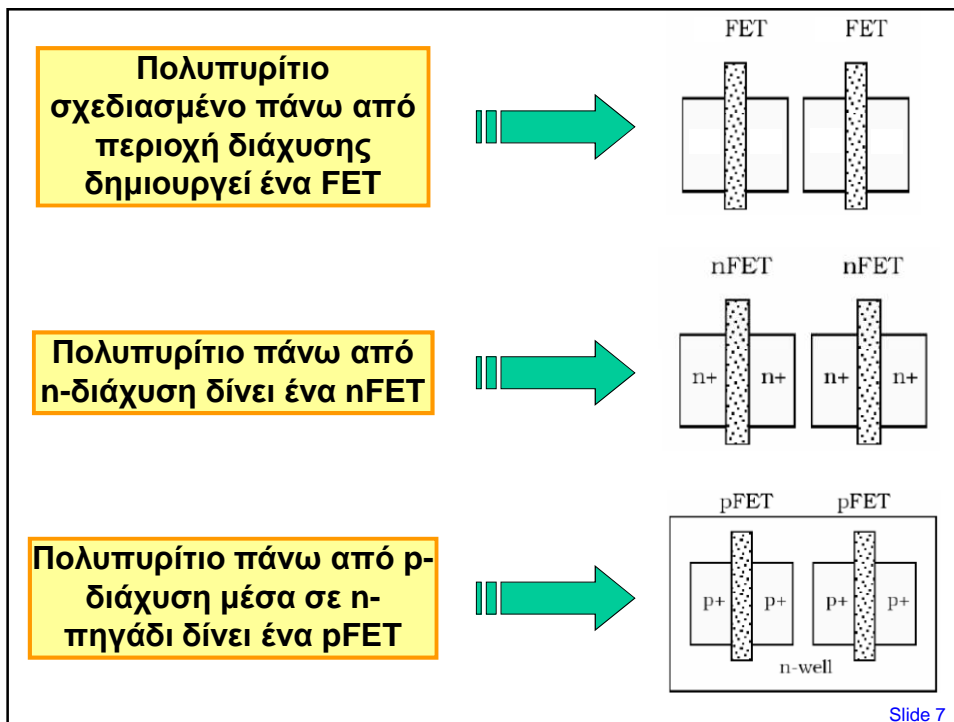 Πολυπυρίτιο
σχεδιασμένο πάνω από
περιοχή διάχυσης
δημιουργεί ένα FET
FET FET
Πολυπυρίτιο πάνω από
n-διάχυση δίνει ένα nFET
nFET nFET
n+ n+ n+ n+
Πολυπυρίτιο πάνω από p-
διάχυση μέσα σε n-
πηγάδι δίνει ένα pFET
pFET pFET
p+ p+ p+ p+
n-well
Slide 7